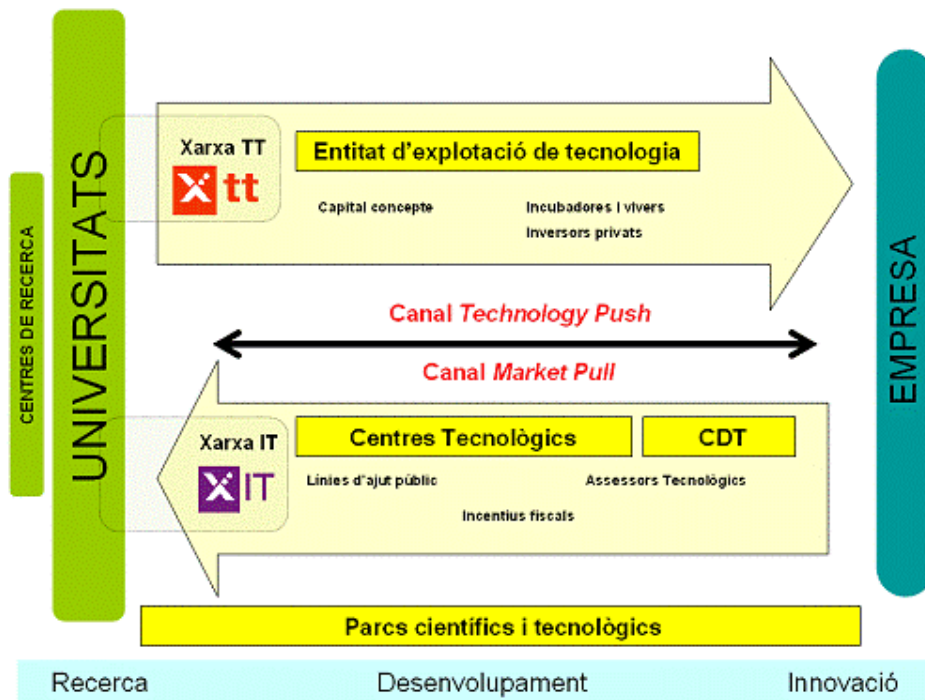 CENTRES DE RECERCA
UNIVERSITATS
Xarxa TT
X tt
Entitat d'explotació de tecnologia
Capital concepte
Incubadores i vivers
Inversors privats
Canal Technology Push
Canal Market Pull
Xarxa IT
X IT
Centres Tecnològics
CDT
Línies d'ajut públic
Assessors Tecnològics
Incentius fiscals
EMPRESA
Parcs científics i tecnològics
Recerca
Desenvolupament
Innovació